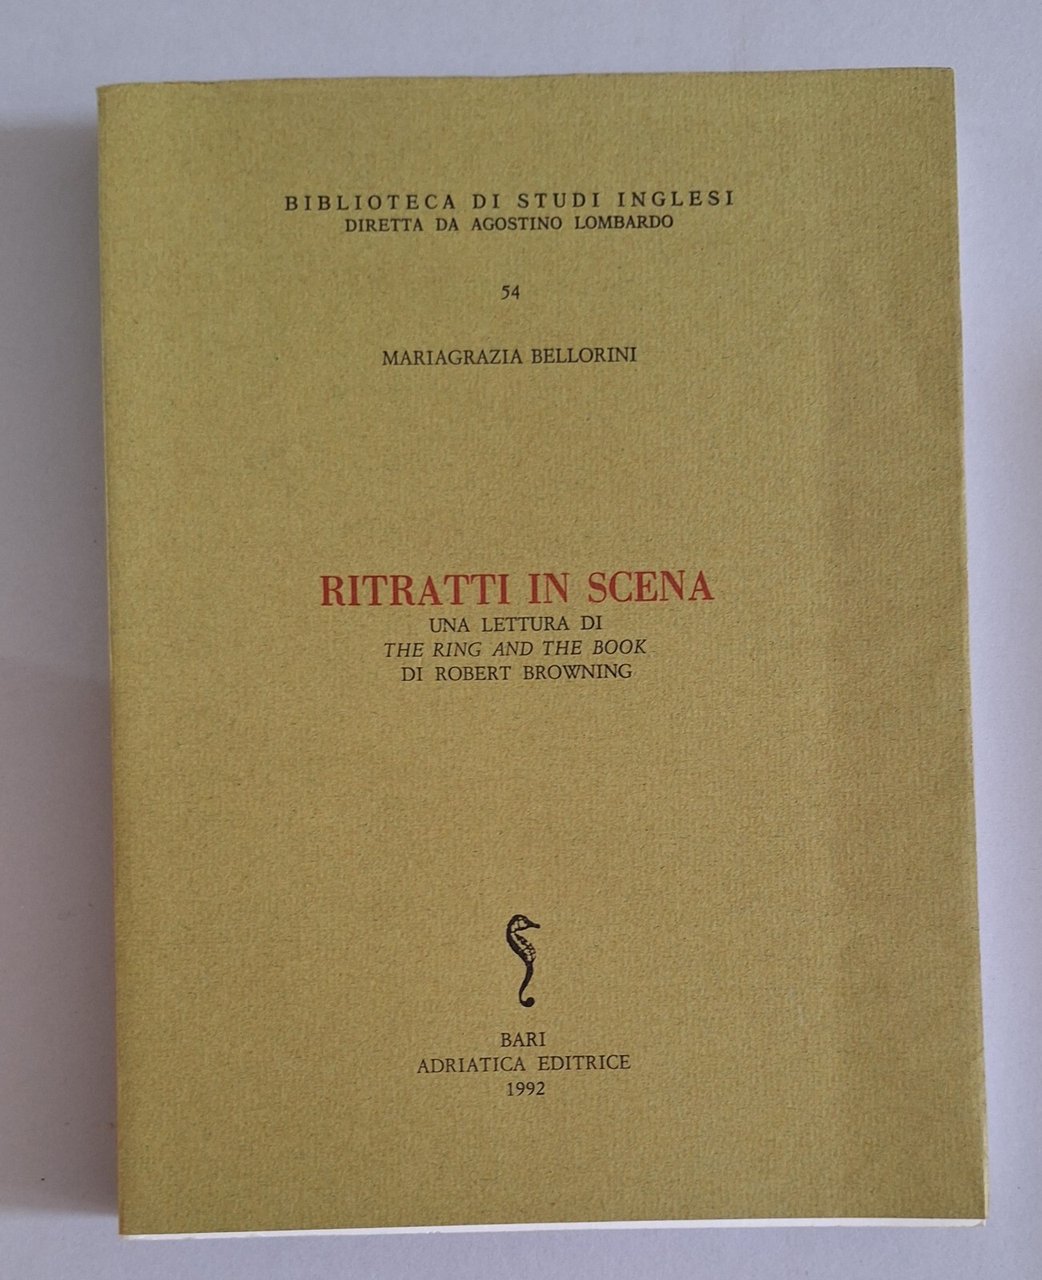 BIBLIOTECA DI STUDI INGLESI
DIRETTA DA AGOSTINO LOMBARDO
54
MARIAGRAZIA BELLORINI
RITRATTI IN SCENA
UNA LETTURA DI
THE RING AND THE BOOK
DI ROBERT BROWNING
BARI
ADRIATICA EDITRICE
1992